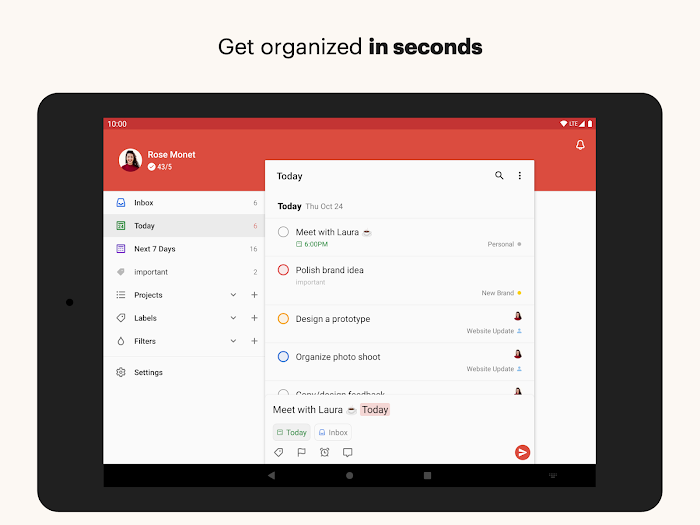 Get organized in seconds
10:00
LTE
Rose Monet
43/5
Inbox 6
Today 6
Next 7 Days 16
important 2
Projects
Labels
Filters
Settings
Today
Today Thu Oct 24
Meet with Laura ☕
6:00PM
Personal
Polish brand idea
important
New Brand
Design a prototype
Website Update
Organize photo shoot
Website Update
Copy/design feedback
Meet with Laura ☕ Today
Today Inbox